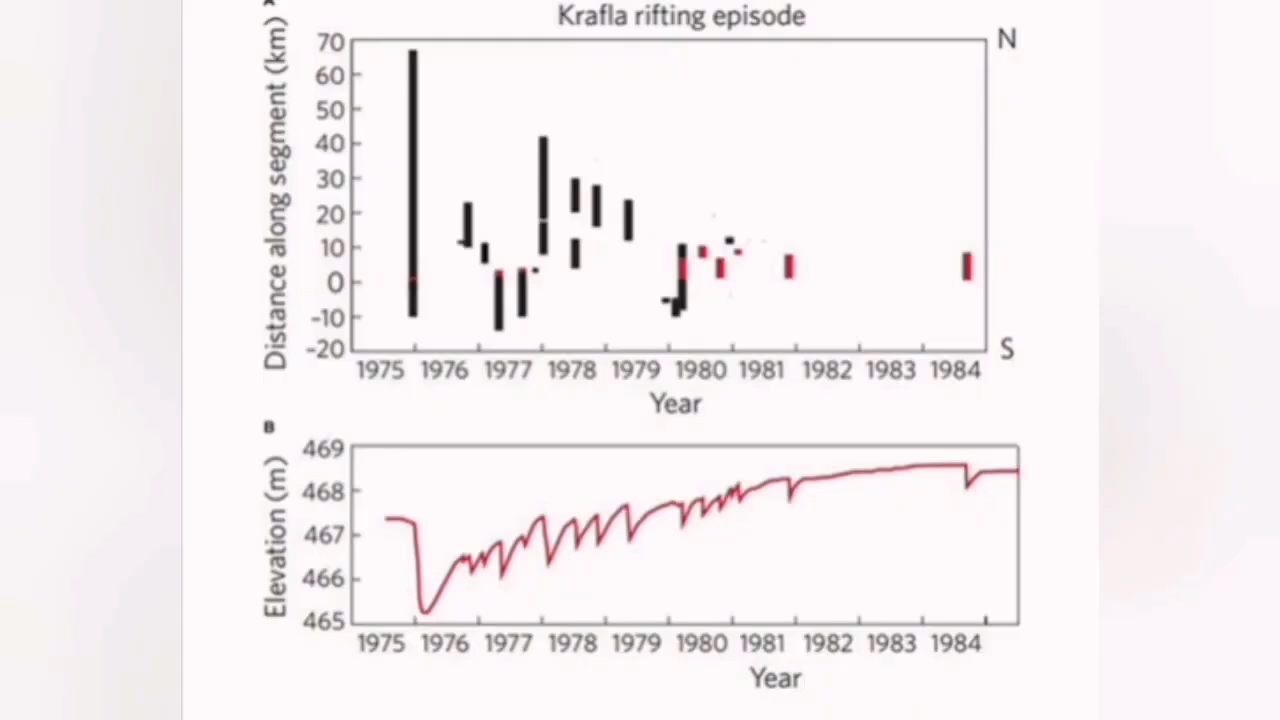 A
Krafla rifting episode
Distance along segment (km)
70
60
50
40
30
20
10
0
-10
-20
N
S
1975 1976 1977 1978 1979 1980 1981 1982 1983 1984
Year
B
Elevation (m)
469
468
467
466
465
1975 1976 1977 1978 1979 1980 1981 1982 1983 1984
Year